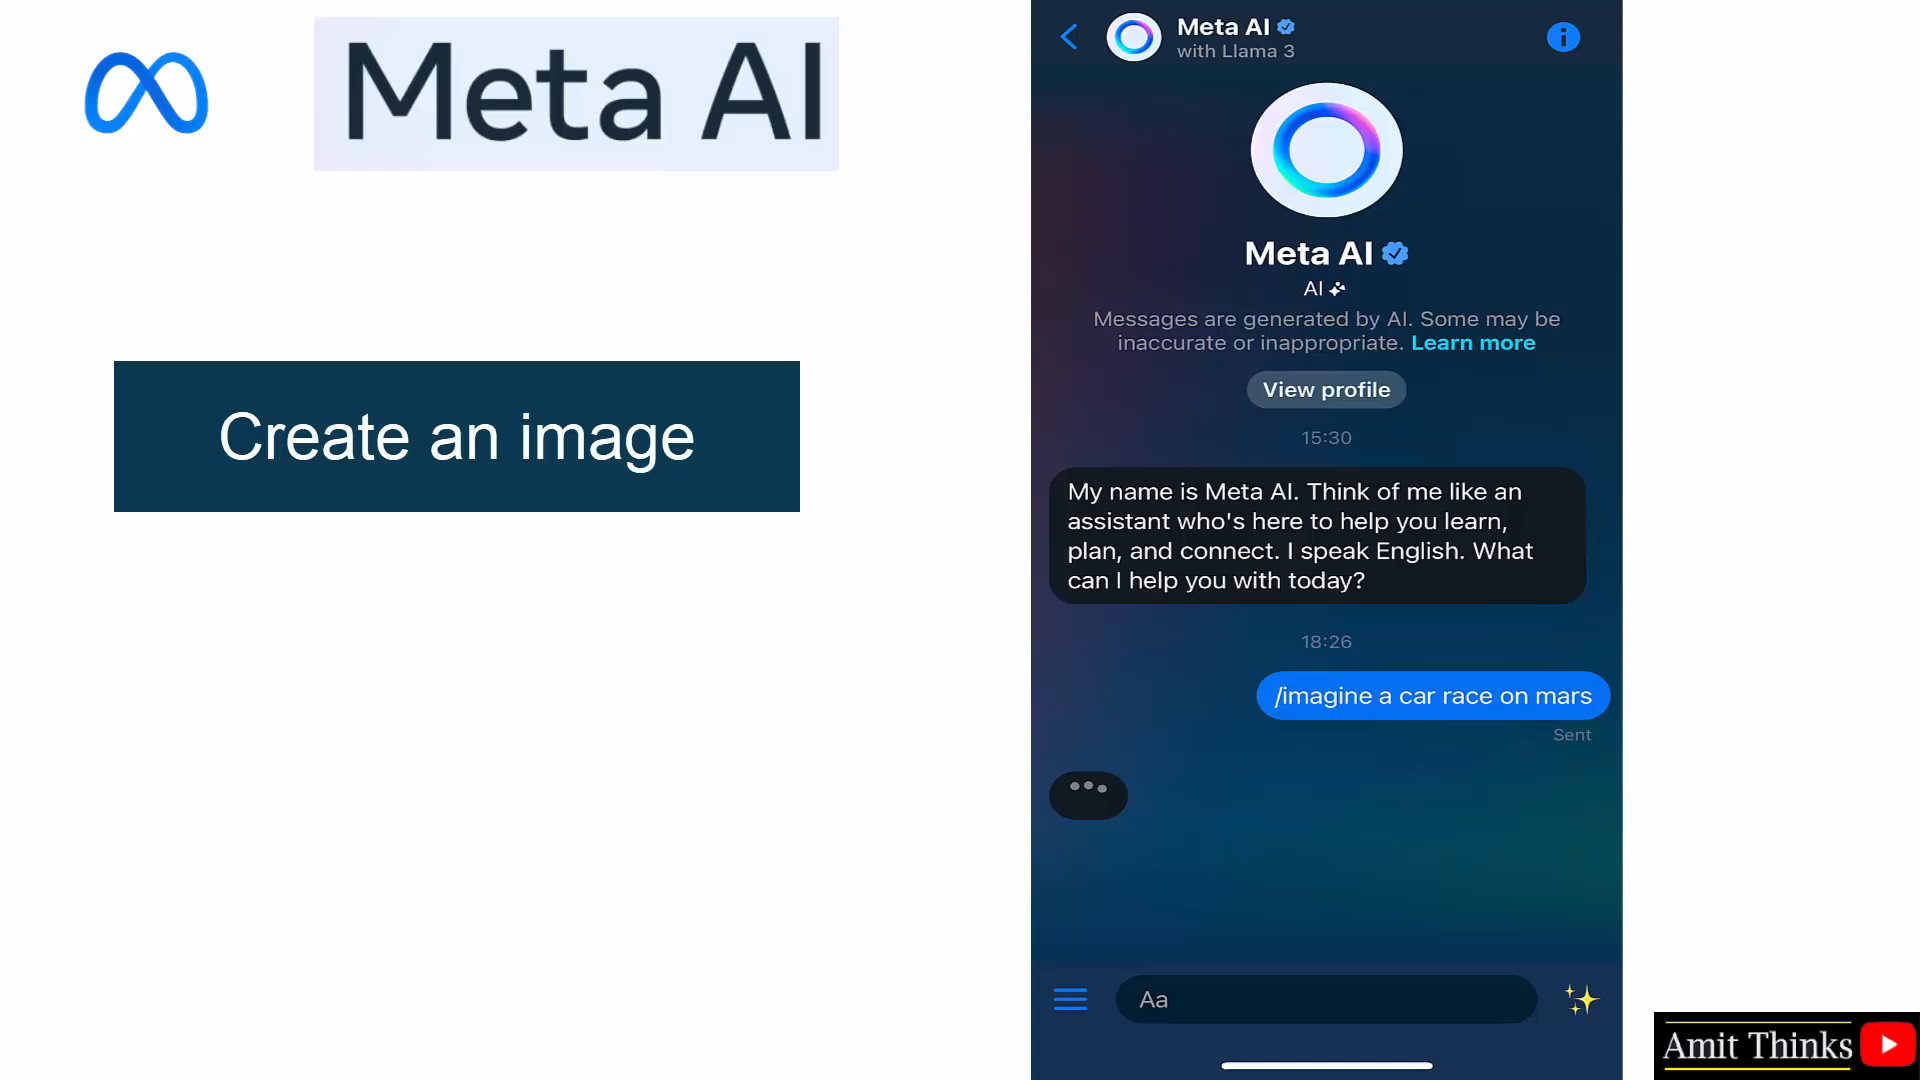 Meta AI
Create an image
Meta AI
with Llama 3
Meta AI
AI
Messages are generated by AI. Some may be
inaccurate or inappropriate. Learn more
View profile
15:30
My name is Meta AI. Think of me like an
assistant who's here to help you learn,
plan, and connect. I speak English. What
can I help you with today?
18:26
/imagine a car race on mars
Sent
Aa
Amit Thinks